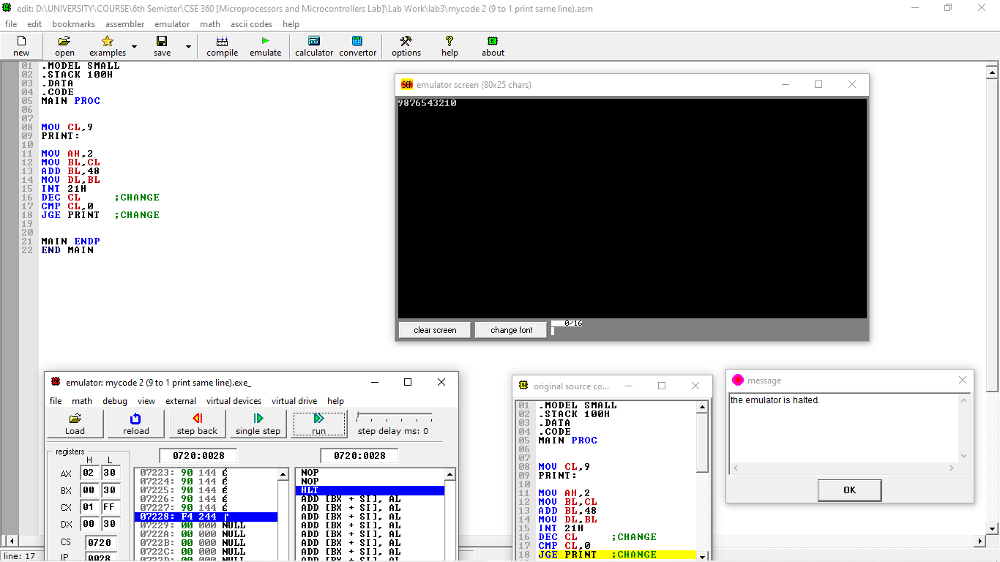 edit: D:\UNIVERSITY\COURSE\6th Semister\CSE 360 [Microprocessors and Microcontrollers Lab]\Lab Work\lab3\mycode 2 (9 to 1 print same line).asm
file edit bookmarks assembler emulator math ascii codes help
new open examples save compile emulate calculator convertor options help about
01 .MODEL SMALL
02 .STACK 100H
03 .DATA
04 .CODE
05 MAIN PROC
06
07
08 MOV CL,9
09 PRINT:
10
11 MOV AH,2
12 MOV BL,CL
13 ADD BL,48
14 MOV DL,BL
15 INT 21H
16 DEC CL ;CHANGE
17 CMP CL,0
18 JGE PRINT ;CHANGE
19
20
21 MAIN ENDP
22 END MAIN
line: 17
emulator screen (80x25 chars)
9876543210
clear screen change font 0/16
emulator: mycode 2 (9 to 1 print same line).exe_
file math debug view external virtual devices virtual drive help
Load reload step back single step run step delay ms: 0
registers
H L
AX 02 30
BX 00 30
CX 01 FF
DX 00 30
CS 0720
IP 0028
0720:0028 0720:0028
07223: 90 144 É
07224: 90 144 É
07225: 90 144 É
07226: 90 144 É
07227: 90 144 É
07228: F4 244 ⌠
07229: 00 000 NULL
0722A: 00 000 NULL
0722B: 00 000 NULL
0722C: 00 000 NULL
0722D: 00 000 NULL
NOP
NOP
HLT
ADD [BX + SI], AL
ADD [BX + SI], AL
ADD [BX + SI], AL
ADD [BX + SI], AL
ADD [BX + SI], AL
ADD [BX + SI], AL
ADD [BX + SI], AL
ADD [BX + SI], AL
original source co...
01 .MODEL SMALL
02 .STACK 100H
03 .DATA
04 .CODE
05 MAIN PROC
06
07
08 MOV CL,9
09 PRINT:
10
11 MOV AH,2
12 MOV BL,CL
13 ADD BL,48
14 MOV DL,BL
15 INT 21H
16 DEC CL ;CHANGE
17 CMP CL,0
18 JGE PRINT ;CHANGE
message
the emulator is halted.
OK